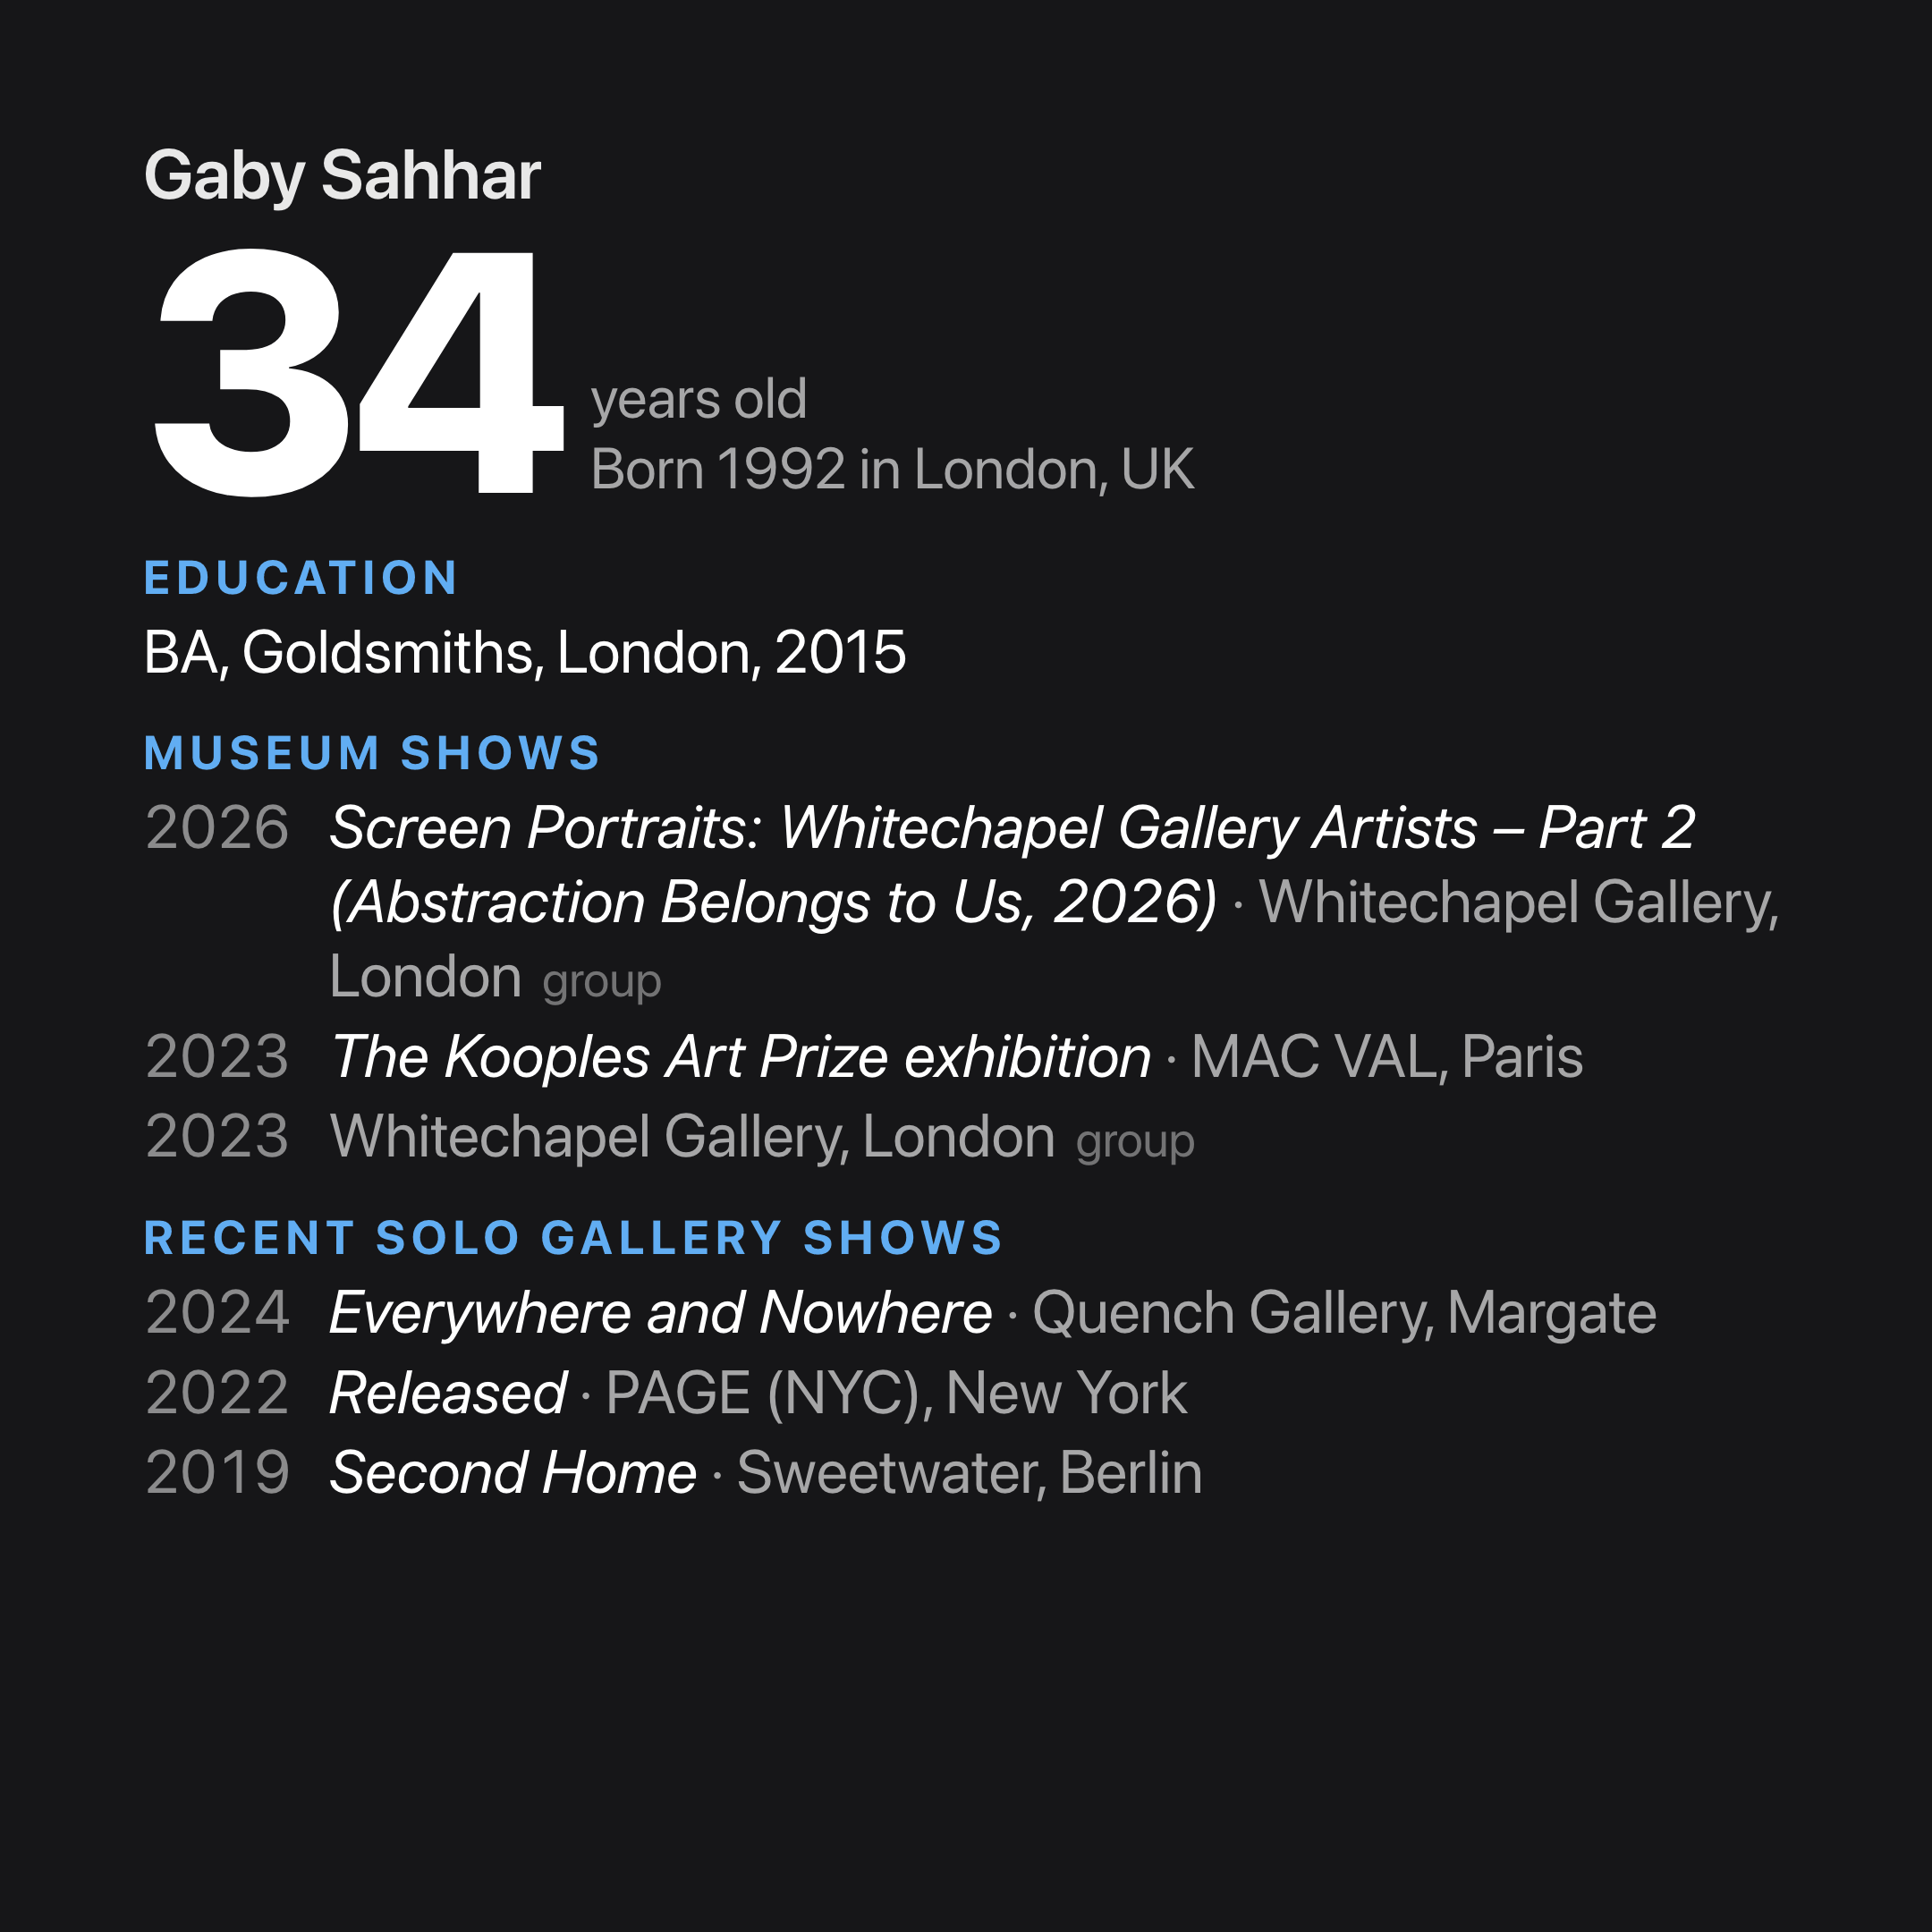 Gaby Sahhar
34 years old
Born 1992 in London, UK
EDUCATION
BA, Goldsmiths, London, 2015
MUSEUM SHOWS
2026 Screen Portraits: Whitechapel Gallery Artists – Part 2
(Abstraction Belongs to Us, 2026) · Whitechapel Gallery,
London group
2023 The Kooples Art Prize exhibition · MAC VAL, Paris
2023 Whitechapel Gallery, London group
RECENT SOLO GALLERY SHOWS
2024 Everywhere and Nowhere · Quench Gallery, Margate
2022 Released · PAGE (NYC), New York
2019 Second Home · Sweetwater, Berlin